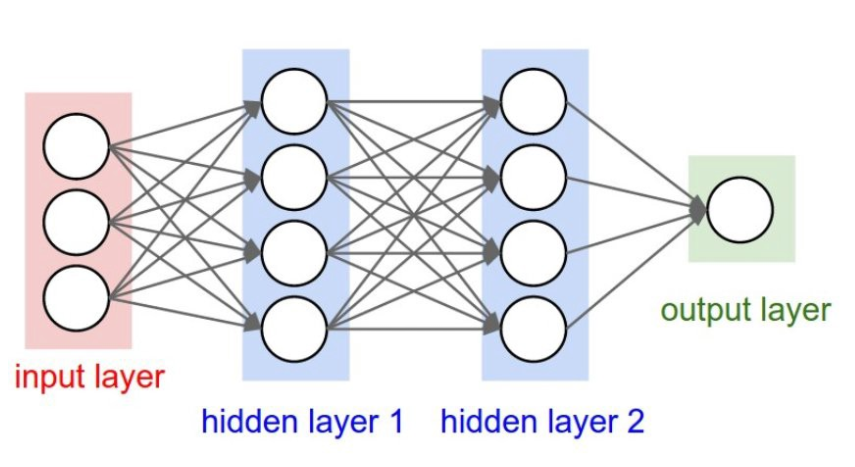 input layer
hidden layer 1
hidden layer 2
output layer